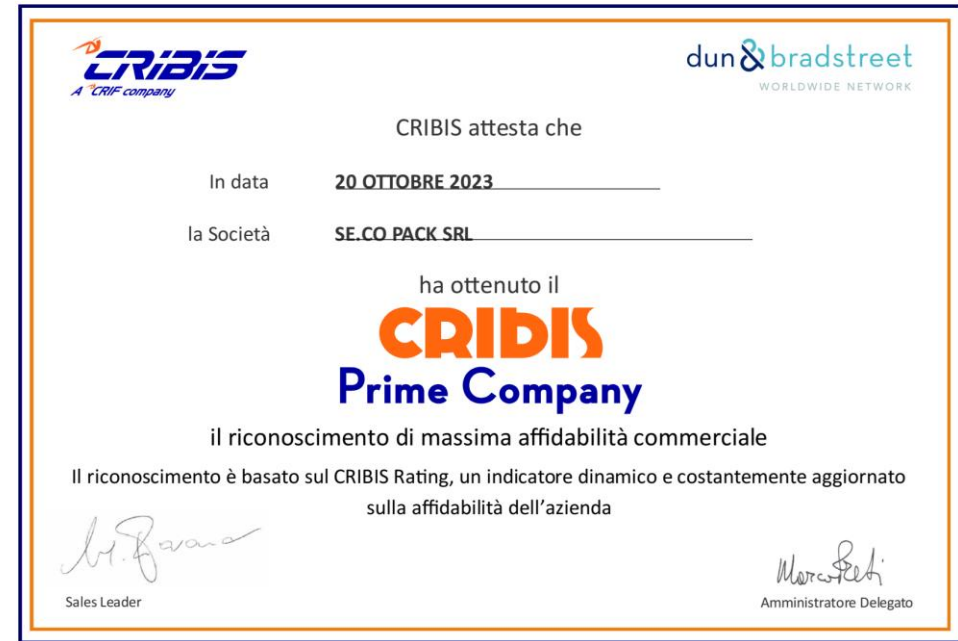 CRIBIS
A CRIF company
dun & bradstreet
WORLDWIDE NETWORK
CRIBIS attesta che
In data 20 OTTOBRE 2023
la Società SE.CO PACK SRL
ha ottenuto il
CRIBIS
Prime Company
il riconoscimento di massima affidabilità commerciale
Il riconoscimento è basato sul CRIBIS Rating, un indicatore dinamico e costantemente aggiornato
sulla affidabilità dell'azienda
Sales Leader
Amministratore Delegato